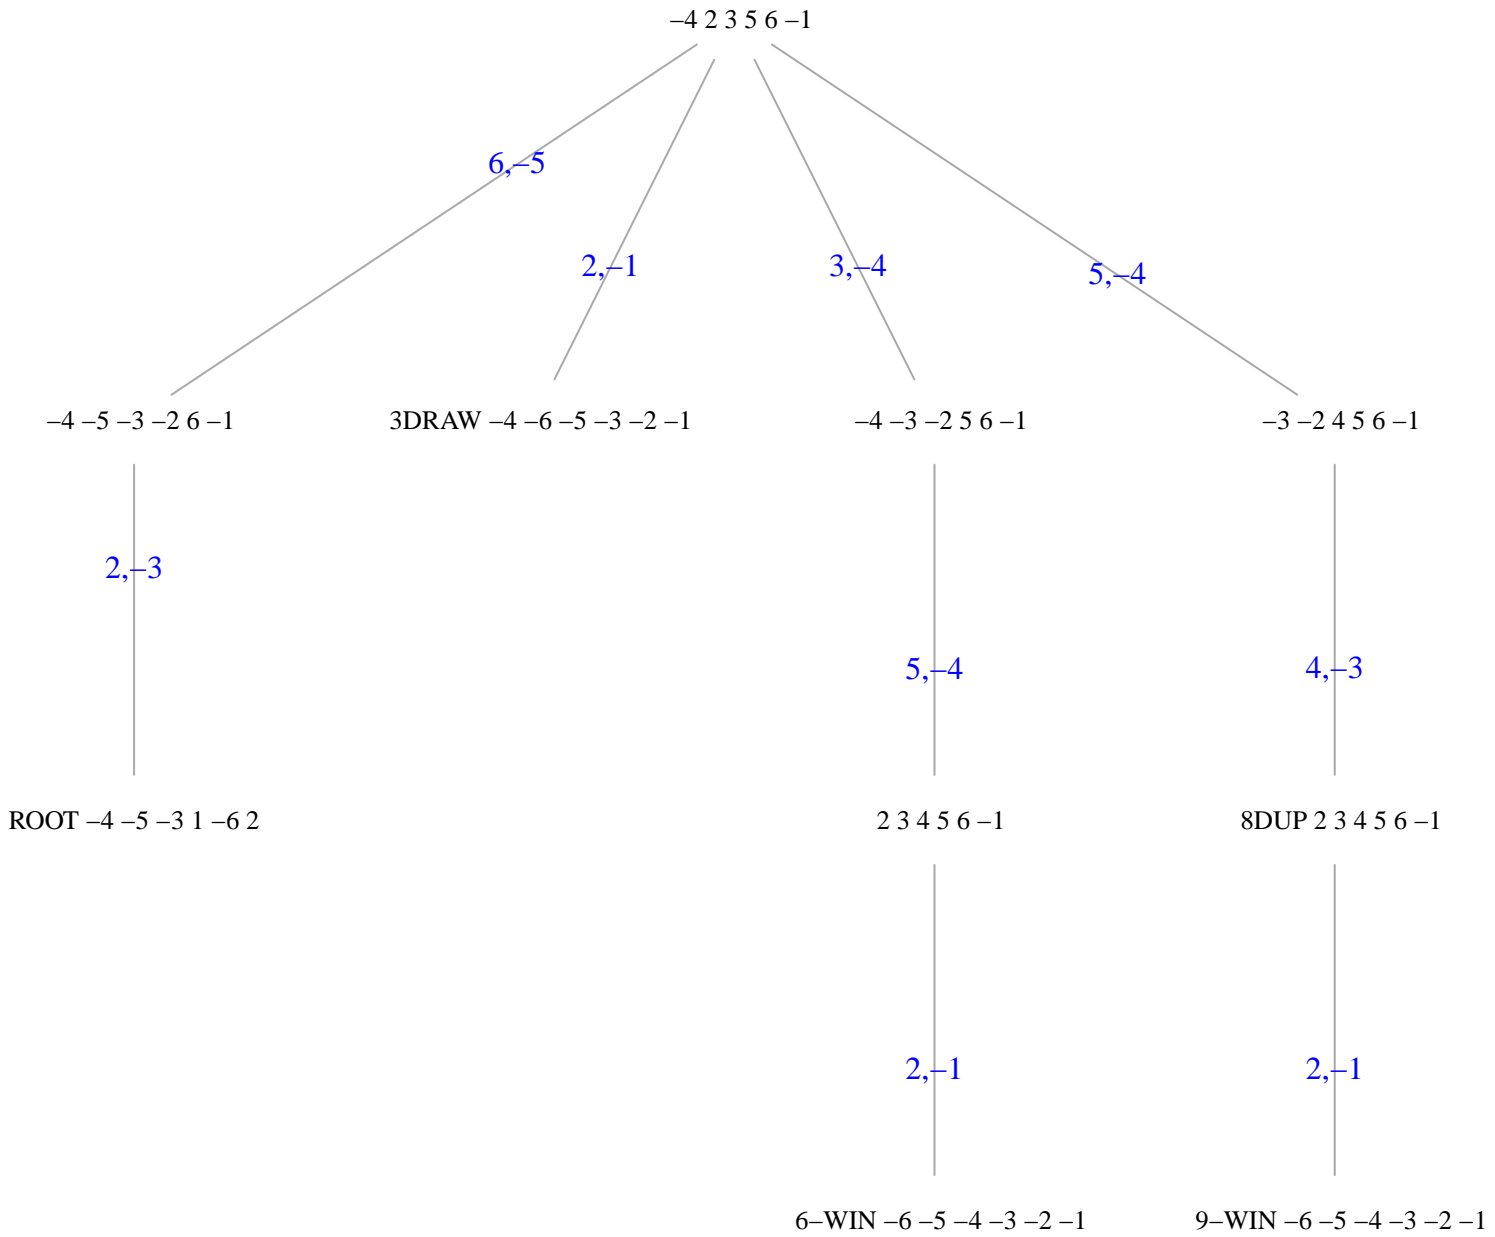 –4 2 3 5 6 –1
6,–5
2,–1
3,–4
5,–4
–4 –5 –3 –2 6 –1
3DRAW –4 –6 –5 –3 –2 –1
–4 –3 –2 5 6 –1
–3 –2 4 5 6 –1
2,–3
5,–4
4,–3
ROOT –4 –5 –3 1 –6 2
2 3 4 5 6 –1
8DUP 2 3 4 5 6 –1
2,–1
2,–1
6–WIN –6 –5 –4 –3 –2 –1
9–WIN –6 –5 –4 –3 –2 –1